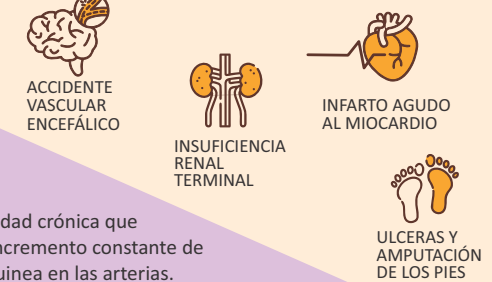 ACCIDENTE
VASCULAR
ENCEFÁLICO
INSUFICIENCIA
RENAL
TERMINAL
INFARTO AGUDO
AL MIOCARDIO
ULCERAS Y
AMPUTACIÓN
DE LOS PIES
dad crónica que
ncremento constante de
uinea en las arterias.